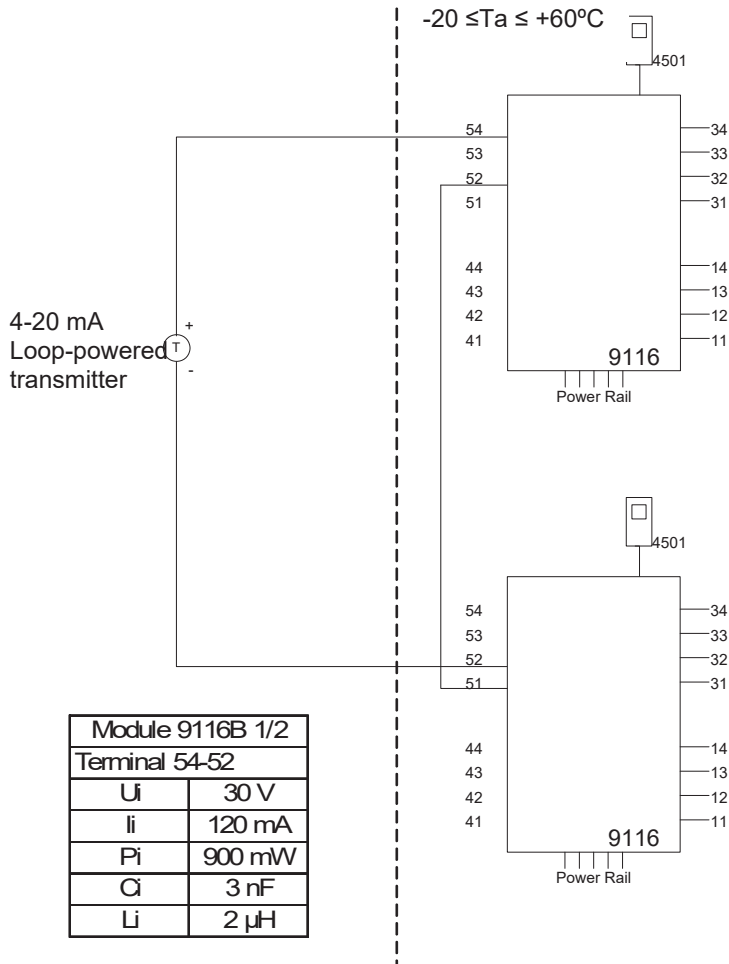 -20 ≤Ta ≤ +60ºC
4501
54
53
52
51
44
43
42
41
34
33
32
31
14
13
12
11
9116
Power Rail
4-20 mA
Loop-powered
transmitter
+
T
-
4501
54
53
52
51
44
43
42
41
34
33
32
31
14
13
12
11
9116
Power Rail
Module 9116B 1/2
Terminal 54-52
Ui 30 V
Ii 120 mA
Pi 900 mW
Ci 3 nF
Li 2 µH